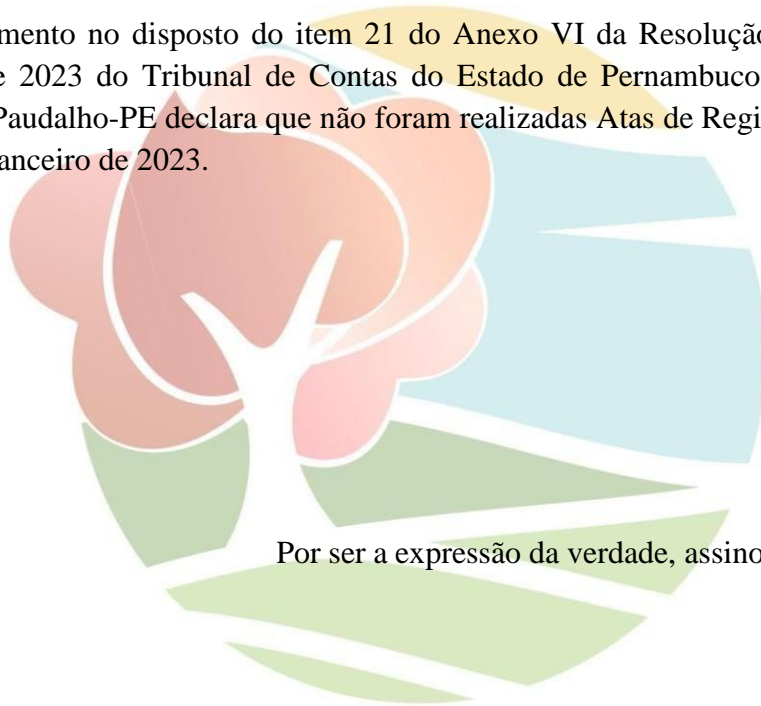 mento no disposto do item 21 do Anexo VI da Resolução
e 2023 do Tribunal de Contas do Estado de Pernambuco
Paudalho-PE declara que não foram realizadas Atas de Regi
anceiro de 2023.
Por ser a expressão da verdade, assino